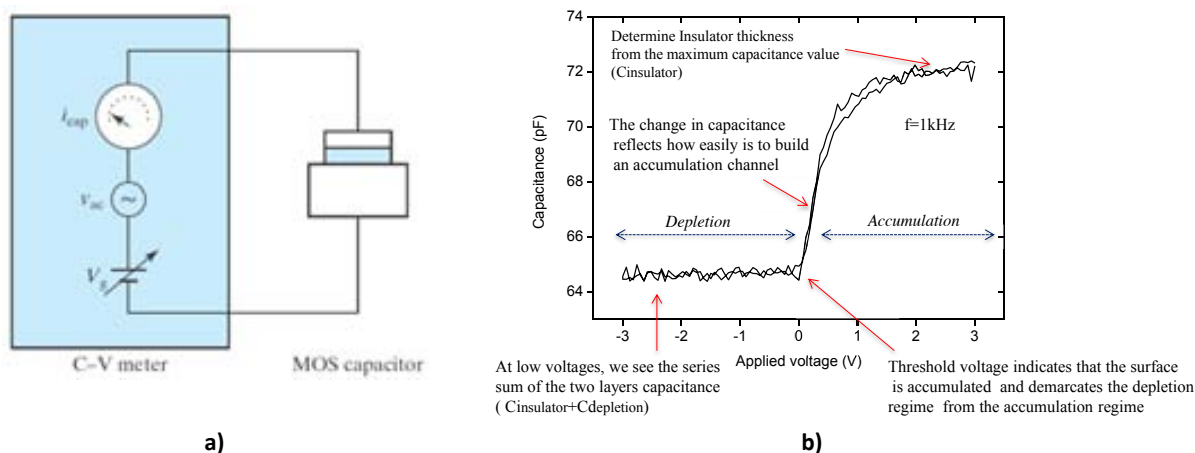 i_cap
v_ac
V_g
C–V meter
MOS capacitor
a)
74
72
70
68
66
64
Capacitance (pF)
Determine Insulator thickness
from the maximum capacitance value
(Cinsulator)
The change in capacitance
reflects how easily is to build
an accumulation channel
f=1kHz
Depletion
Accumulation
-3
-2
-1
0
1
2
3
Applied voltage (V)
At low voltages, we see the series
sum of the two layers capacitance
( Cinsulator+Cdepletion)
Threshold voltage indicates that the surface
is accumulated and demarcates the depletion
regime from the accumulation regime
b)